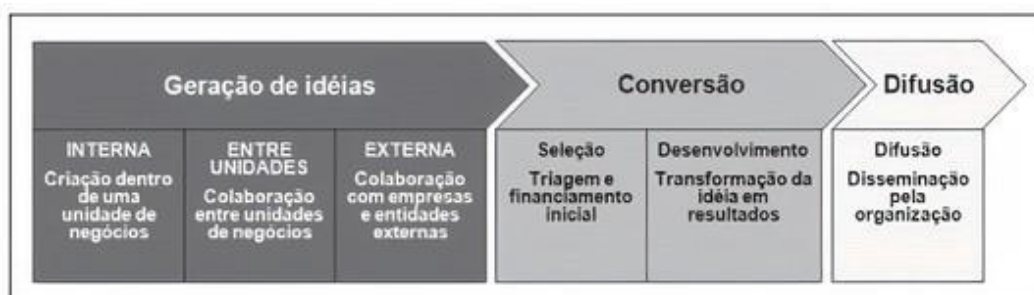 Geração de idéias
Conversão
Difusão
INTERNA
Criação dentro
de uma
unidade de
negócios
ENTRE
UNIDADES
Colaboração
entre unidades
de negócios
EXTERNA
Colaboração
com empresas
e entidades
externas
Seleção
Triagem e
financiamento
inicial
Desenvolvimento
Transformação da
idéia em
resultados
Difusão
Disseminação
pela
organização